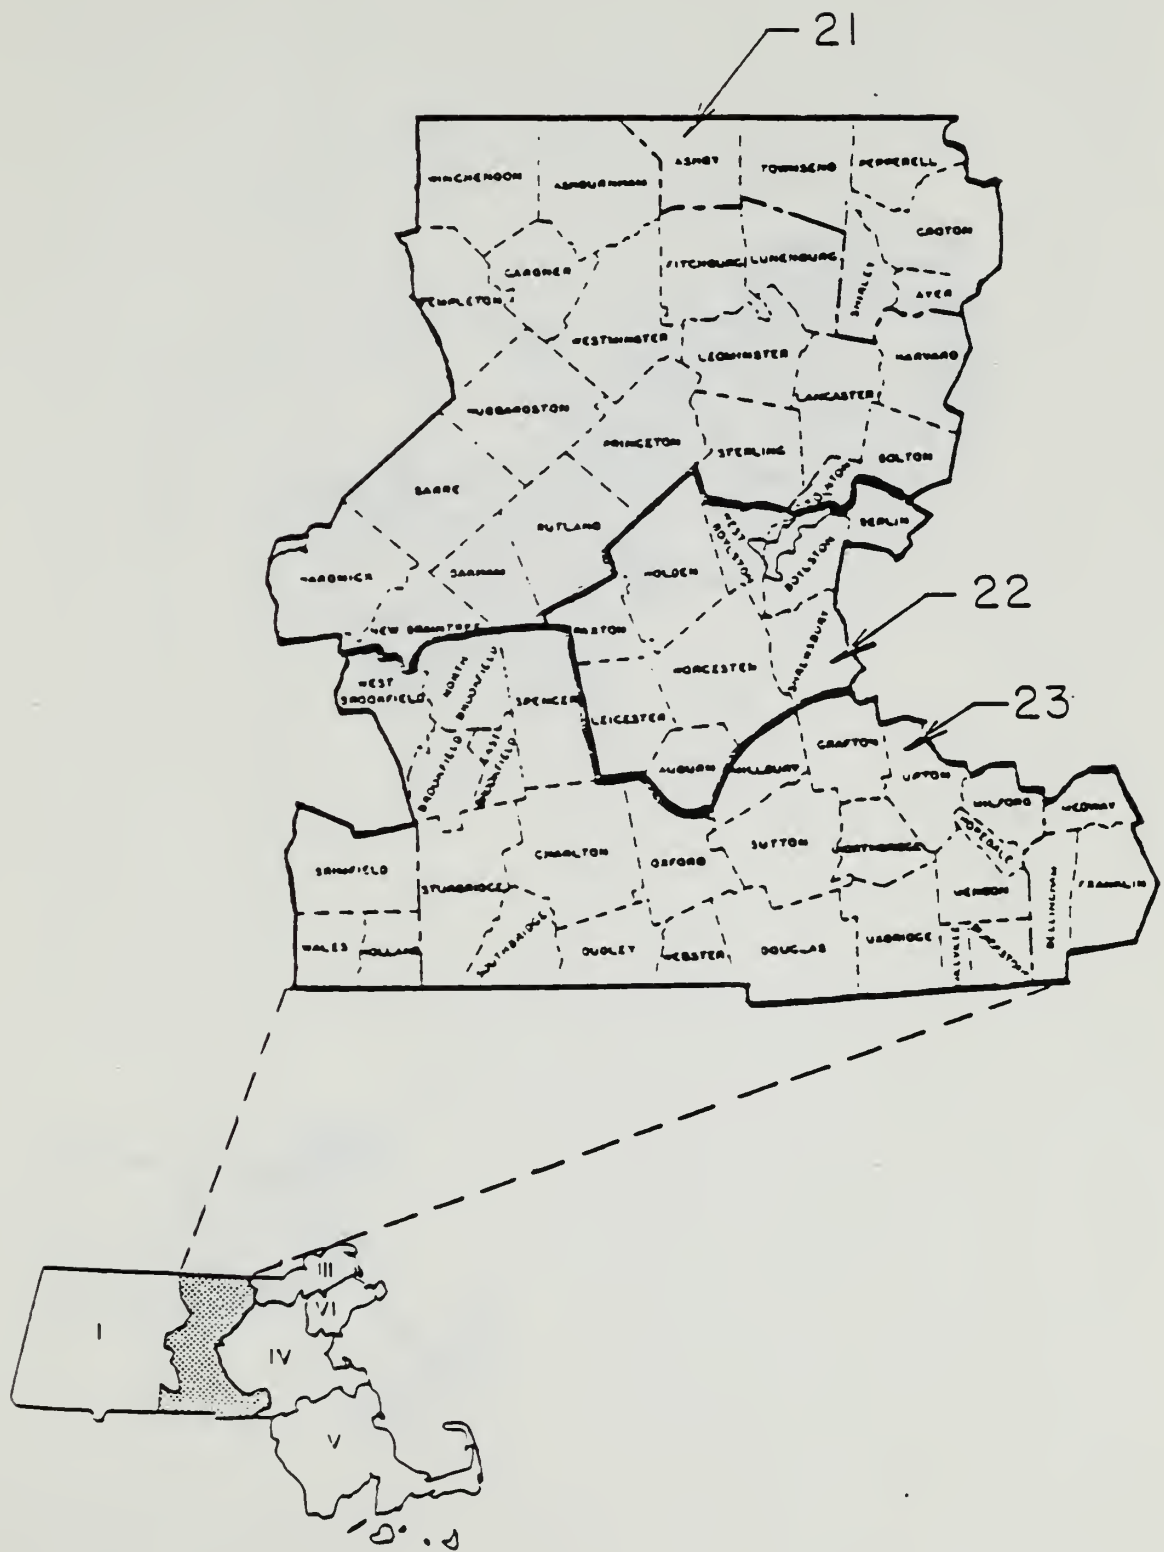 21
WINCHENDON
ASHBURNHAM
ASHBY
TOWNSEND
PEPPERELL
GROTON
GARDNER
FITCHBURG
LUNENBURG
SHIRLEY
AYER
TEMPLETON
WESTMINSTER
LEOMINSTER
HARVARD
HUBBARDSTON
LANCASTER
PRINCETON
STERLING
BOLTON
BARRE
RUTLAND
WEST
BOYLSTON
BERLIN
BOYLSTON
HARDWICK
OAKHAM
HOLDEN
22
NEW BRAINTREE
PAXTON
SHREWSBURY
WEST
BROOKFIELD
NORTH
BROOKFIELD
SPENCER
WORCESTER
23
LEICESTER
GRAFTON
BROOKFIELD
EAST
BROOKFIELD
AUBURN
MILLBURY
UPTON
MILFORD
MEDWAY
HOPEDALE
BRIMFIELD
STURBRIDGE
CHARLTON
OXFORD
SUTTON
NORTHBRIDGE
MENDON
BELLINGHAM
FRANKLIN
WALES
HOLLAND
SOUTHBRIDGE
DUDLEY
WEBSTER
DOUGLAS
UXBRIDGE
III
VI
I
IV
V